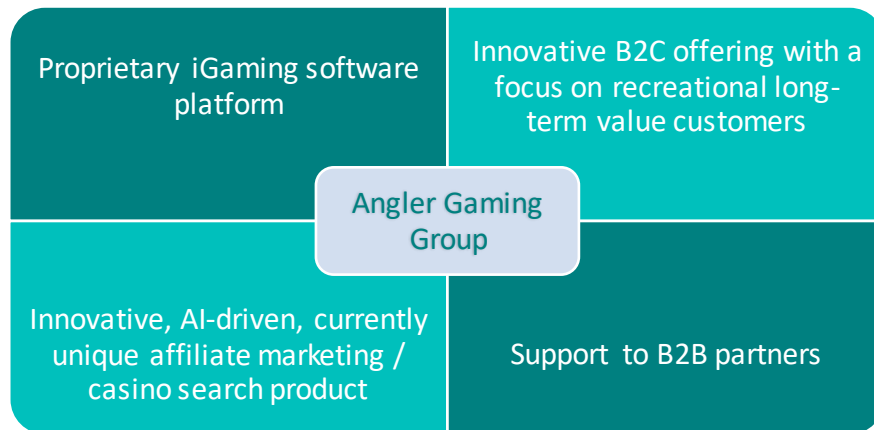 Proprietary iGaming software
platform
Innovative B2C offering with a
focus on recreational long-
term value customers
Angler Gaming
Group
Innovative, AI-driven, currently
unique affiliate marketing /
casino search product
Support to B2B partners